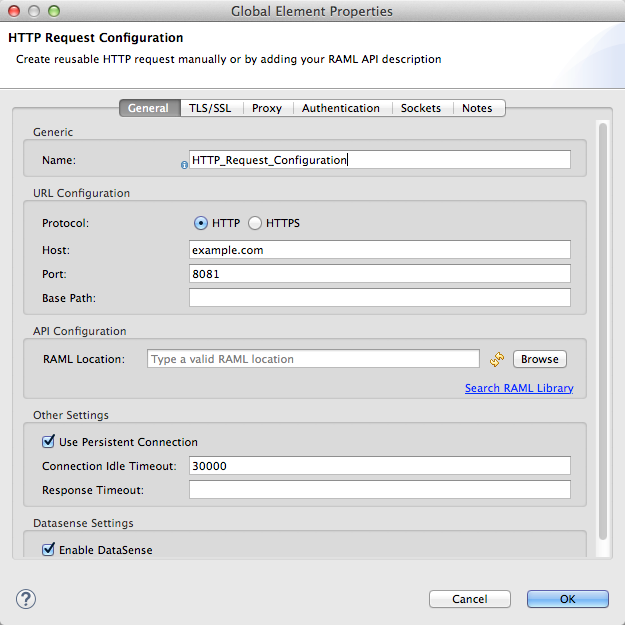 Global Element Properties
HTTP Request Configuration
Create reusable HTTP request manually or by adding your RAML API description
General TLS/SSL Proxy Authentication Sockets Notes
Generic
Name: HTTP_Request_Configuration
URL Configuration
Protocol: HTTP HTTPS
Host: example.com
Port: 8081
Base Path:
API Configuration
RAML Location: Type a valid RAML location Browse
Search RAML Library
Other Settings
Use Persistent Connection
Connection Idle Timeout: 30000
Response Timeout:
Datasense Settings
Enable DataSense
? Cancel OK